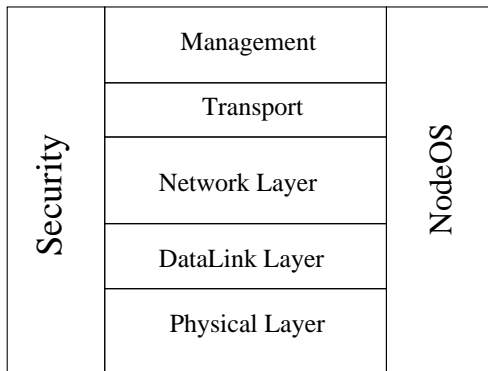 Security
Management
Transport
Network Layer
DataLink Layer
Physical Layer
NodeOS